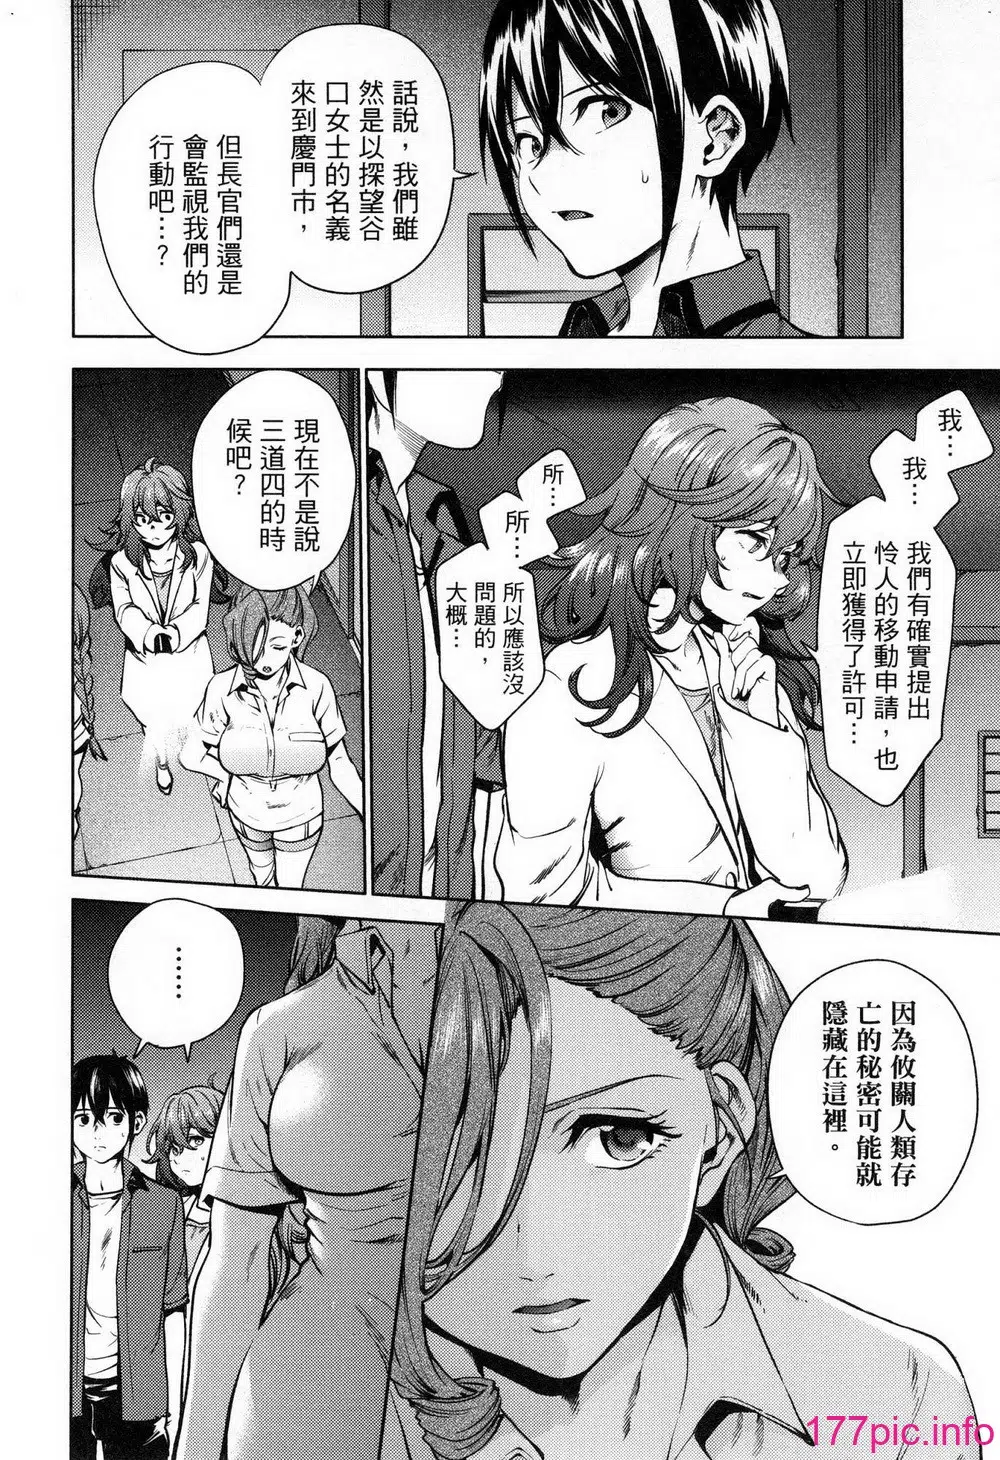 話說，我們雖
然是以探望谷
口女士的名義
來到慶門市，
但長官們還是
會監視我們的
行動吧…？
我…
我…
我們有確實提出
怜人的移動申請，也
立即獲得了許可…
所…
所…
所以應該沒
問題的，
大概…
現在不是說
三道四的時
候吧？
因為攸關人類存
亡的秘密可能就
隱藏在這裡。
……
177pic.info